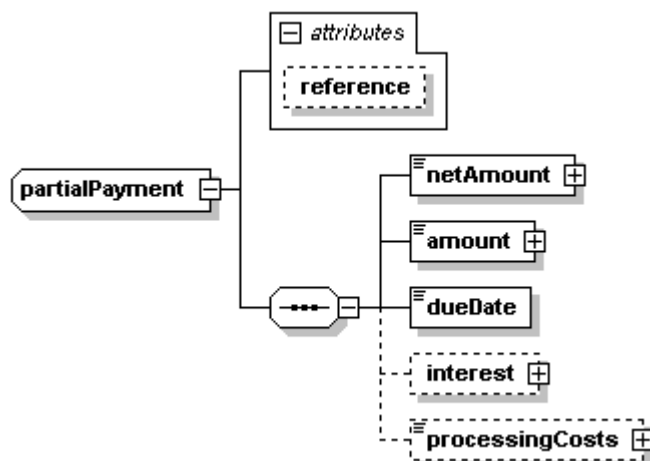 attributes
reference
partialPayment
netAmount
amount
dueDate
interest
processingCosts